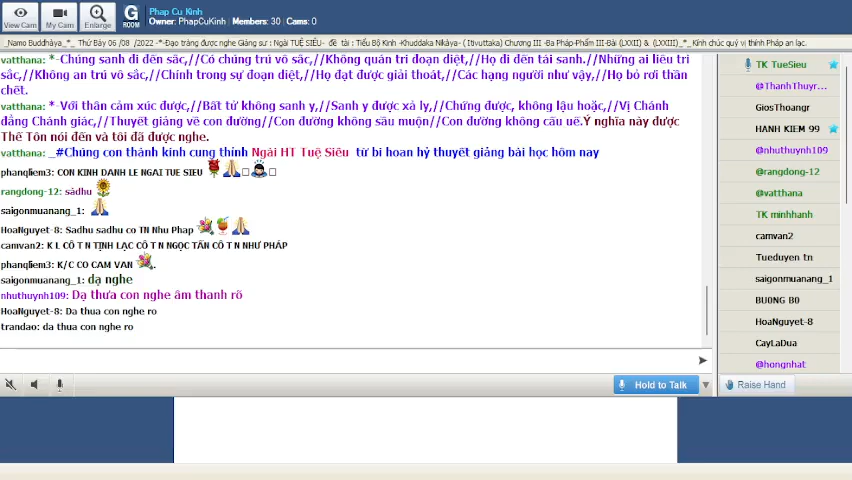 Phap Cu Kinh
Owner: PhapCuKinh | Members: 30 | Cams: 0
View Cam
My Cam
Enlarge
G
ROOM
_Namo Buddhāya_*_ Thứ Bảy 06 /08 /2022 -*-Đạo tràng được nghe Giảng sư : Ngài TUỆ SIÊU- đề tài : Tiểu Bộ Kinh -Khuddaka Nikàya- ( Itivuttaka) Chương III -Ba Pháp-Phẩm III-Bài (LXXII) & (LXXIII)_*_ Kính chúc quý vị thính Pháp an lạc.
vatthana: *-Chúng sanh đi đến sắc,//Có chúng trú vô sắc,//Không quán tri đoạn diệt,//Họ đi đến tái sanh.//Những ai liễu tri
sắc,//Không an trú vô sắc,//Chính trong sự đoạn diệt,//Họ đạt được giải thoát,//Các hạng người như vậy,//Họ bỏ rơi thần
chết.
vatthana: *-Với thân cảm xúc được,//Bất tử không sanh y,//Sanh y được xả ly,//Chứng được, không lậu hoặc,//Vị Chánh
đẳng Chánh giác,//Thuyết giảng về con đường//Con đường không sầu muộn//Con đường không cấu uế.Ý nghĩa này được
Thế Tôn nói đến và tôi đã được nghe.
vatthana: _#Chúng con thành kính cung thỉnh Ngài HT Tuệ Siêu từ bi hoan hỷ thuyết giảng bài học hôm nay
phanqliem3: CON KINH DANH LE NGAI TUE SIEU
rangdong-12: sàdhu
saigonmuanang_1:
HoaNguyet-8: Sadhu sadhu co TN Nhu Phap
camvan2: K L CÔ T N TỊNH LẠC CÔ T N NGỌC TẤN CÔ T N NHƯ PHÁP
phanqliem3: K/C CO CAM VAN .
saigonmuanang_1: dạ nghe
nhuthuynh109: Dạ thưa con nghe âm thanh rõ
HoaNguyet-8: Da thua con nghe ro
trandao: da thua con nghe ro
Hold to Talk
TK TueSieu
@ThanhThuyr...
GiosThoangr
HANH KIEM 99
@nhuthuynh109
@rangdong-12
@vatthana
TK minhhanh
camvan2
Tueduyen tn
saigonmuanang_1
BU0NG B0
HoaNguyet-8
CayLaDua
@hongnhat
Raise Hand